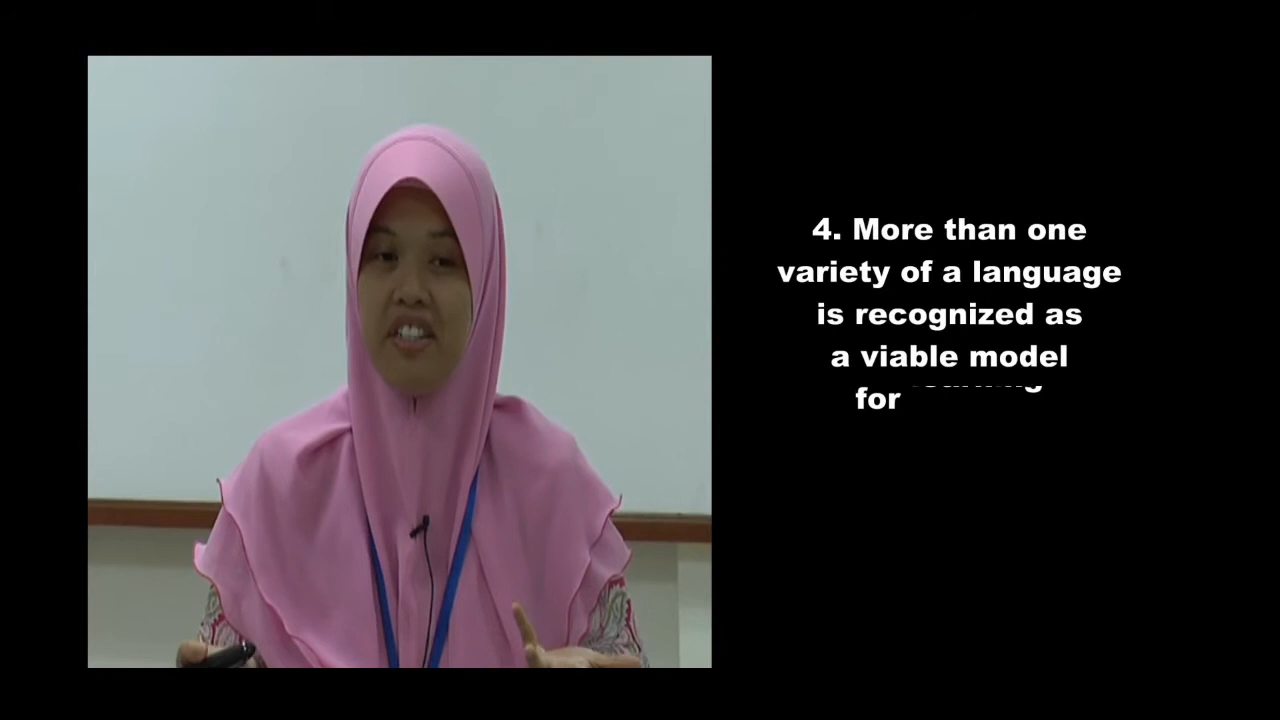 4. More than one
variety of a language
is recognized as
a viable model
for